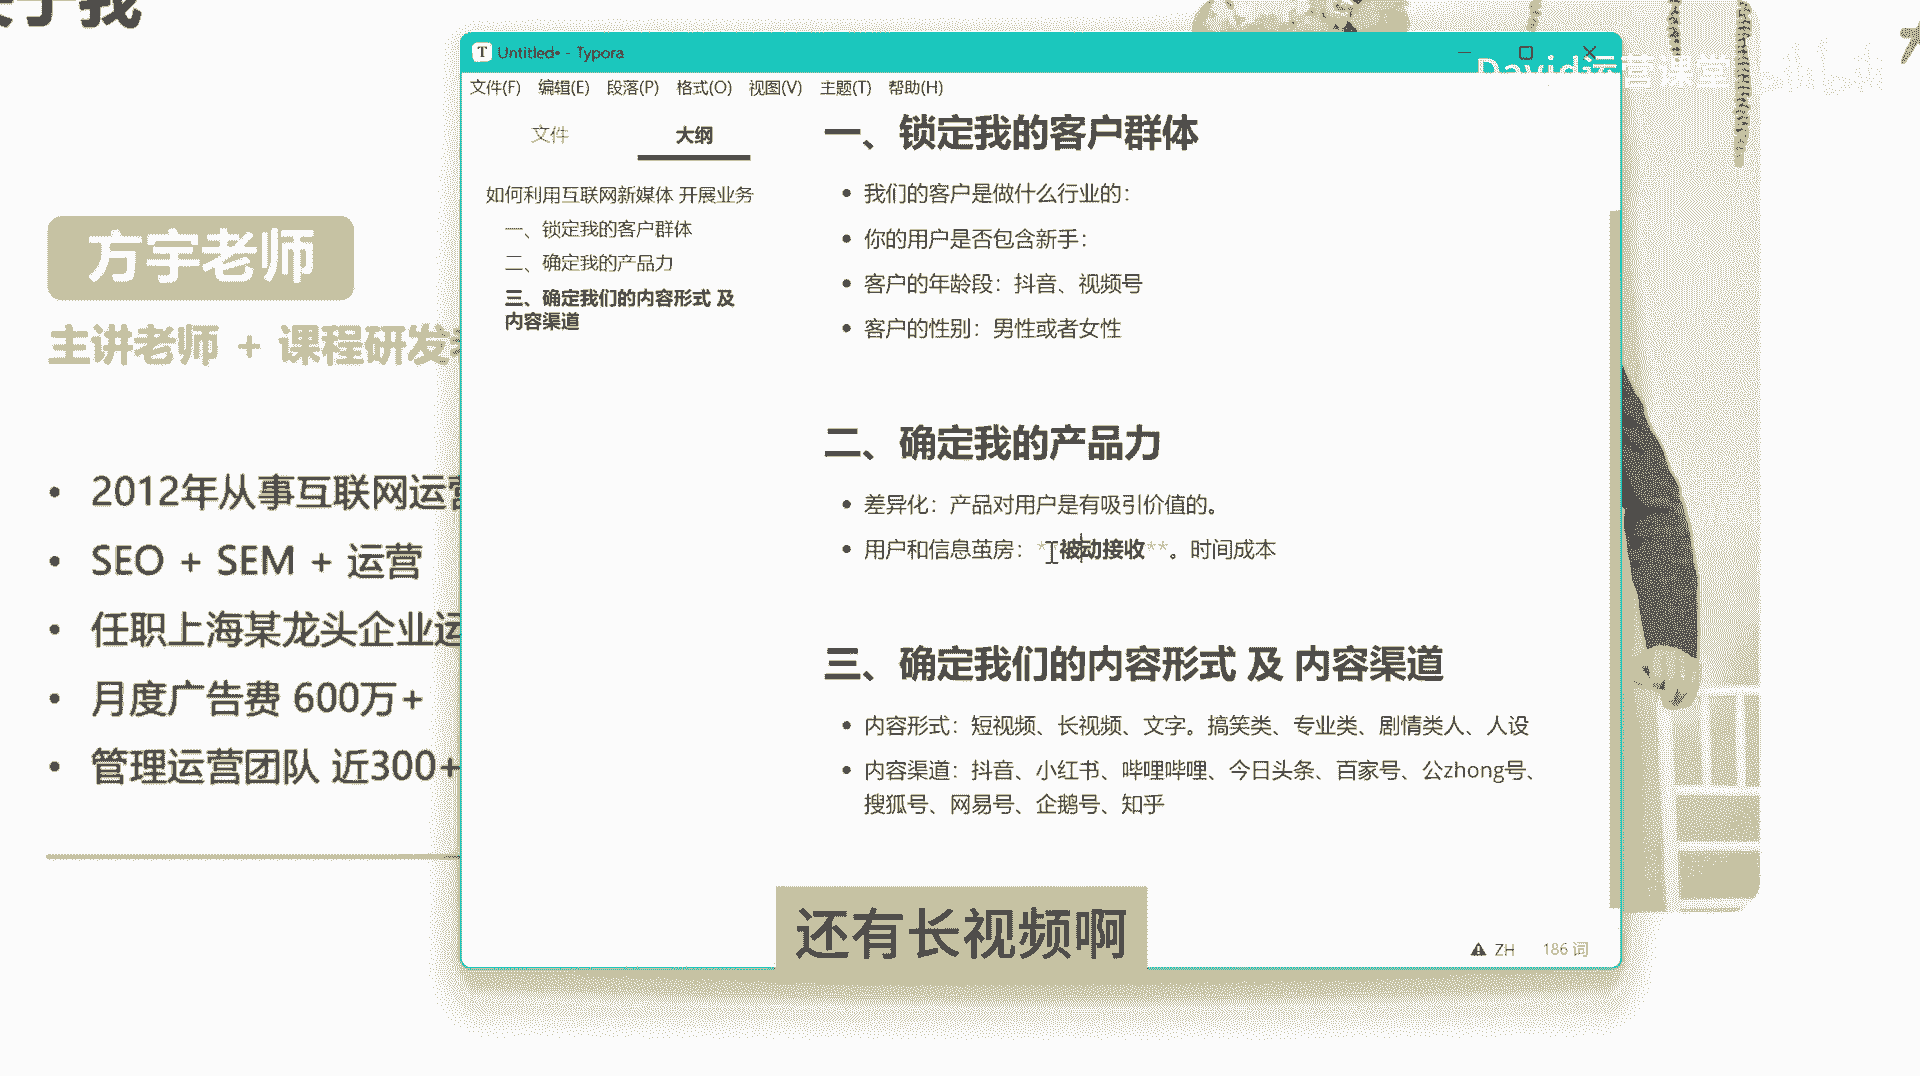 于我
方宇老师
主讲老师 + 课程研发
2012年从事互联网运营
SEO + SEM + 运营
任职上海某龙头企业运
月度广告费 600万+
管理运营团队 近300+
Untitled• - Typora
David运营课堂
bilibili
文件(F) 编辑(E) 段落(P) 格式(O) 视图(V) 主题(T) 帮助(H)
文件 大纲
如何利用互联网新媒体 开展业务
一、锁定我的客户群体
二、确定我的产品力
三、确定我们的内容形式 及
内容渠道
一、锁定我的客户群体
我们的客户是做什么行业的：
你的用户是否包含新手：
客户的年龄段：抖音、视频号
客户的性别：男性或者女性
二、确定我的产品力
差异化：产品对用户是有吸引价值的。
用户和信息茧房：**被动接收**。时间成本
三、确定我们的内容形式 及 内容渠道
内容形式：短视频、长视频、文字。搞笑类、专业类、剧情类人、人设
内容渠道：抖音、小红书、哔哩哔哩、今日头条、百家号、公zhong号、
搜狐号、网易号、企鹅号、知乎
还有长视频啊
ZH 186 词